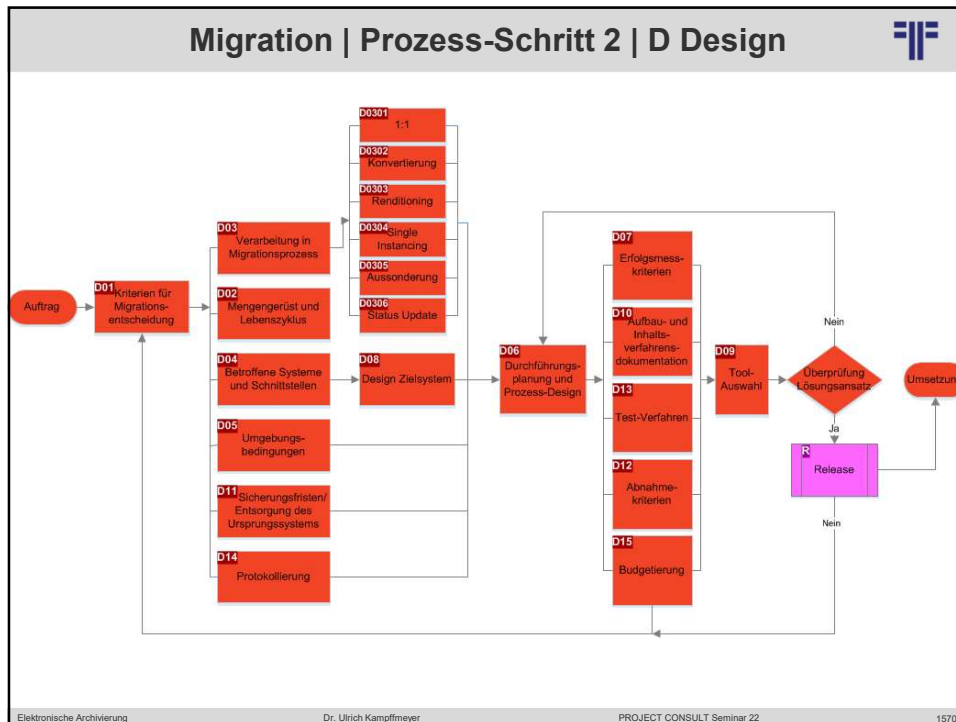 Migration | Prozess-Schritt 2 | D Design
Auftrag
D01
Kriterien für
Migrations-
entscheidung
D03
Verarbeitung in
Migrationsprozess
D02
Mengengerüst und
Lebenszyklus
D04
Betroffene Systeme
und Schnittstellen
D05
Umgebungs-
bedingungen
D11
Sicherungsfristen/
Entsorgung des
Ursprungssystems
D14
Protokollierung
D0301
1:1
D0302
Konvertierung
D0303
Renditioning
D0304
Single
Instancing
D0305
Aussonderung
D0306
Status Update
D08
Design Zielsystem
D06
Durchführungs-
planung und
Prozess-Design
D07
Erfolgsmess-
kriterien
D10
Aufbau- und
Inhalts-
verfahrens-
dokumentation
D13
Test-Verfahren
D12
Abnahme-
kriterien
D15
Budgetierung
D09
Tool-
Auswahl
Nein
Überprüfung
Lösungsansatz
Ja
R
Release
Nein
Umsetzung
Elektronische Archivierung
Dr. Ulrich Kampffmeyer
PROJECT CONSULT Seminar 22
1570